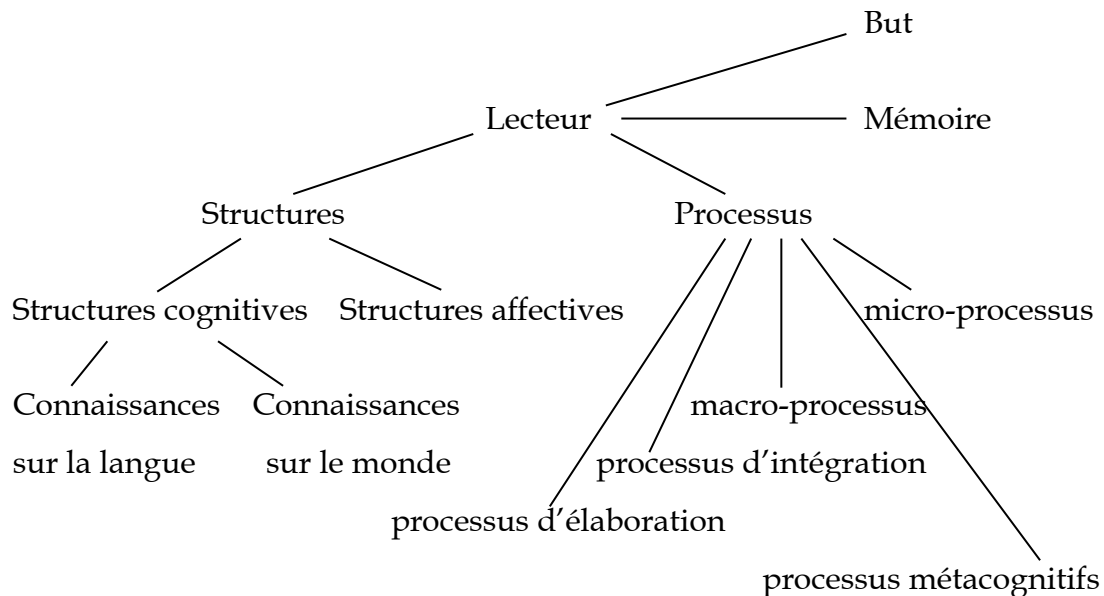 But
Lecteur
Mémoire
Structures
Processus
Structures cognitives
Structures affectives
micro-processus
Connaissances
sur la langue
Connaissances
sur le monde
macro-processus
processus d’intégration
processus d’élaboration
processus métacognitifs